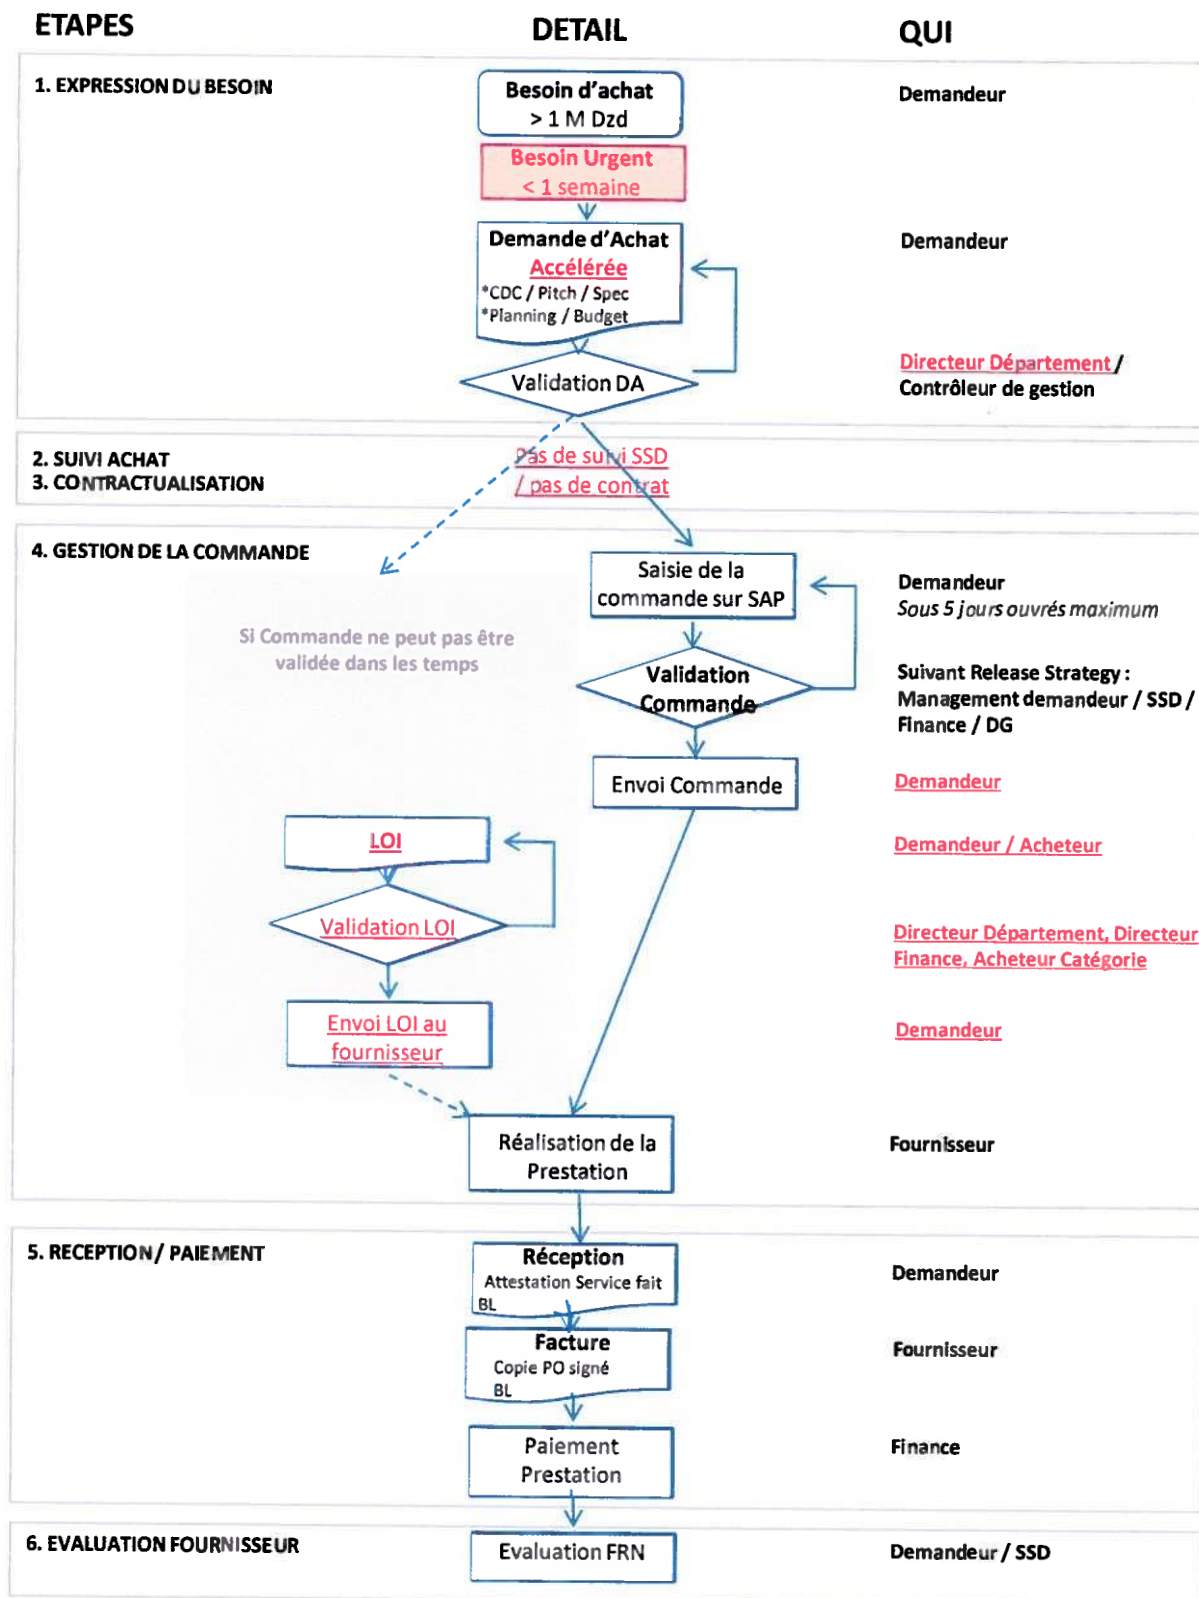 ETAPES
DETAIL
QUI
1. EXPRESSION DU BESOIN
Besoin d'achat
> 1 M Dzd
Demandeur
Besoin Urgent
< 1 semaine
Demande d'Achat
Accélérée
*CDC / Pitch / Spec
*Planning / Budget
Demandeur
Validation DA
Directeur Département /
Contrôleur de gestion
2. SUIVI ACHAT
3. CONTRACTUALISATION
Pas de suivi SSD
/ pas de contrat
4. GESTION DE LA COMMANDE
Saisie de la
commande sur SAP
Demandeur
Sous 5 jours ouvrés maximum
Si Commande ne peut pas être
validée dans les temps
Validation
Commande
Suivant Release Strategy :
Management demandeur / SSD /
Finance / DG
Envoi Commande
Demandeur
LOI
Demandeur / Acheteur
Validation LOI
Directeur Département, Directeur
Finance, Acheteur Catégorie
Envoi LOI au
fournisseur
Demandeur
Réalisation de la
Prestation
Fournisseur
5. RECEPTION / PAIEMENT
Réception
Attestation Service fait
BL
Demandeur
Facture
Copie PO signé
BL
Fournisseur
Paiement
Prestation
Finance
6. EVALUATION FOURNISSEUR
Evaluation FRN
Demandeur / SSD